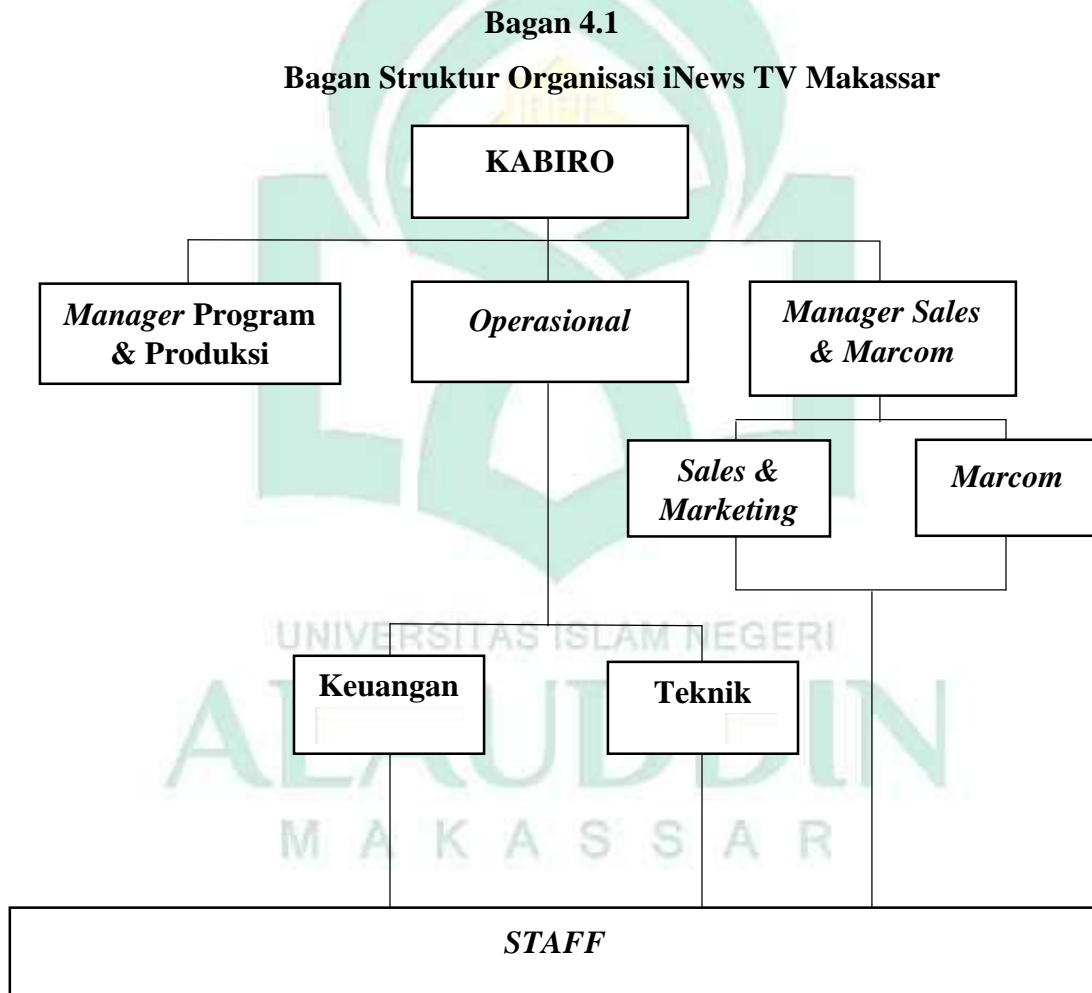 Bagan 4.1
Bagan Struktur Organisasi iNews TV Makassar
KABIRO
Manager Program
& Produksi
Operasional
Manager Sales
& Marcom
Sales &
Marketing
Marcom
UNIVERSITAS ISLAM NEGERI
Keuangan
Teknik
ALAUDDIN
MAKASSAR
STAFF